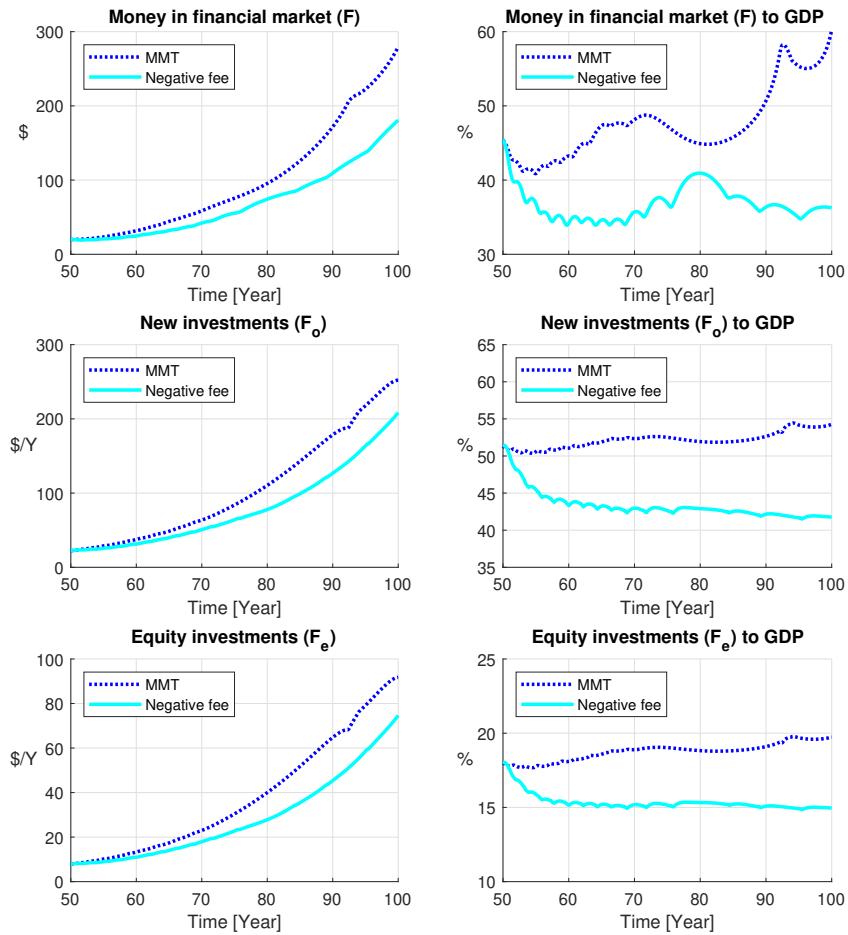 Money in financial market (F)
300
200
100
0
$
MMT
Negative fee
50 60 70 80 90 100
Time [Year]
Money in financial market (F) to GDP
60
50
40
30
%
MMT
Negative fee
50 60 70 80 90 100
Time [Year]
New investments (F_o)
300
200
100
0
$/Y
MMT
Negative fee
50 60 70 80 90 100
Time [Year]
New investments (F_o) to GDP
65
60
55
50
45
40
35
%
MMT
Negative fee
50 60 70 80 90 100
Time [Year]
Equity investments (F_e)
100
80
60
40
20
0
$/Y
MMT
Negative fee
50 60 70 80 90 100
Time [Year]
Equity investments (F_e) to GDP
25
20
15
10
%
MMT
Negative fee
50 60 70 80 90 100
Time [Year]